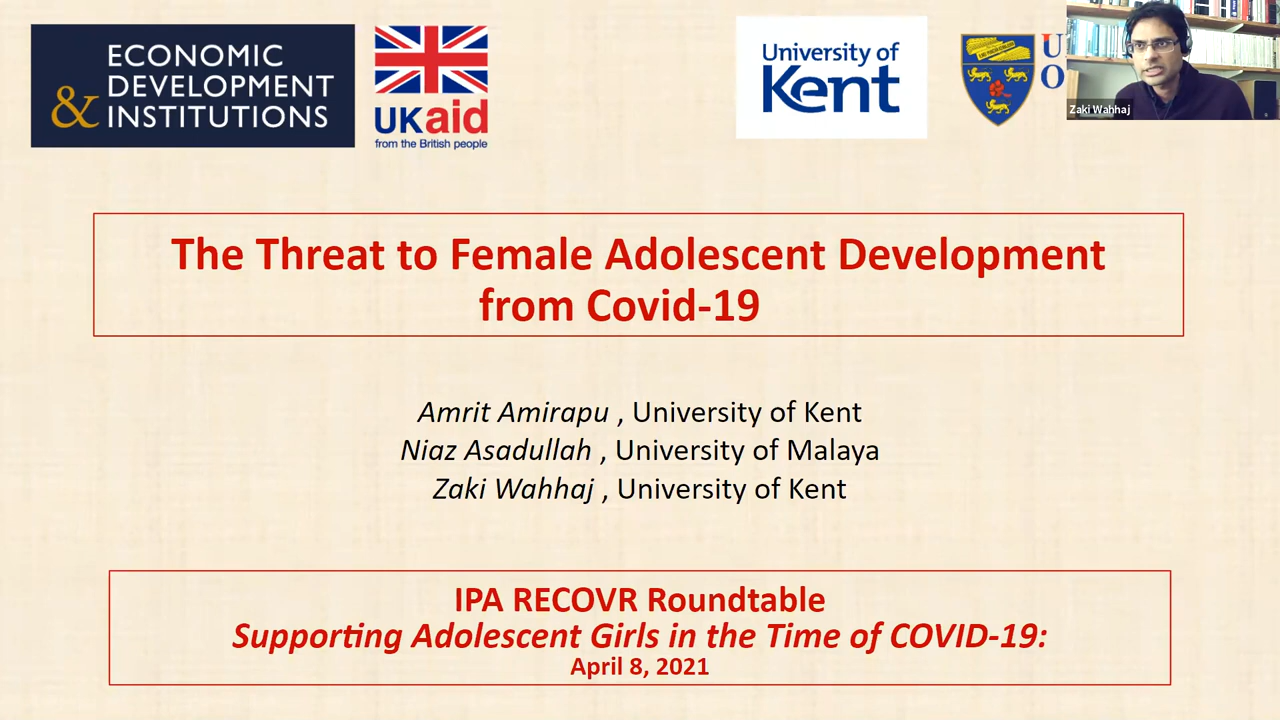 ECONOMIC
DEVELOPMENT
& INSTITUTIONS
UKaid
from the British people
University of
Kent
U
O
Zaki Wahhaj
The Threat to Female Adolescent Development
from Covid-19
Amrit Amirapu , University of Kent
Niaz Asadullah , University of Malaya
Zaki Wahhaj , University of Kent
IPA RECOVR Roundtable
Supporting Adolescent Girls in the Time of COVID-19:
April 8, 2021